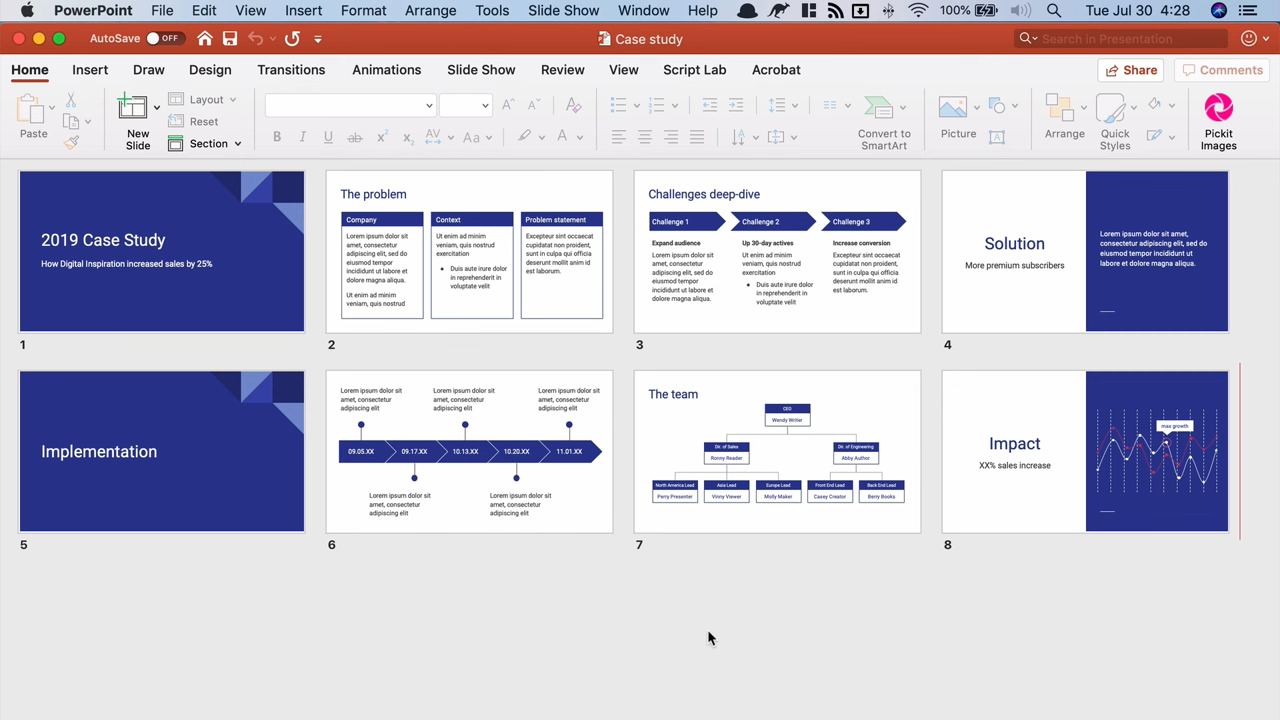 PowerPoint File Edit View Insert Format Arrange Tools Slide Show Window Help 100% Tue Jul 30 4:28
AutoSave OFF Case study Search in Presentation
Home Insert Draw Design Transitions Animations Slide Show Review View Script Lab Acrobat Share Comments
Paste
New
Slide
Layout
Reset
Section
B I U ab X² X₂ AV Aa A
Convert to
SmartArt
Picture
Arrange
Quick
Styles
Pickit
Images
2019 Case Study
How Digital Inspiration increased sales by 25%
1
The problem
Company
Lorem ipsum dolor sit
amet, consectetur
adipiscing elit, sed do
eiusmod tempor
incididunt ut labore et
dolore magna aliqua.
Ut enim ad minim
veniam, quis nostrud
Context
Ut enim ad minim
veniam, quis nostrud
exercitation
● Duis aute irure dolor
in reprehenderit in
voluptate velit
Problem statement
Excepteur sint occaecat
cupidatat non proident,
sunt in culpa qui officia
deserunt mollit anim id
est laborum.
2
Challenges deep-dive
Challenge 1
Expand audience
Lorem ipsum dolor sit
amet, consectetur
adipiscing elit, sed do
eiusmod tempor
incididunt ut labore et
dolore magna aliqua.
Challenge 2
Up 30-day actives
Ut enim ad minim
veniam, quis nostrud
exercitation
● Duis aute irure dolor
in reprehenderit in
voluptate velit
Challenge 3
Increase conversion
Excepteur sint occaecat
cupidatat non proident,
sunt in culpa qui officia
deserunt mollit anim id
est laborum.
3
Solution
More premium subscribers
Lorem ipsum dolor sit amet,
consectetur adipiscing elit, sed do
eiusmod tempor incididunt ut
labore et dolore magna aliqua.
4
Implementation
5
Lorem ipsum dolor sit
amet, consectetur
adipiscing elit
Lorem ipsum dolor sit
amet, consectetur
adipiscing elit
Lorem ipsum dolor sit
amet, consectetur
adipiscing elit
09.05.XX 09.17.XX 10.13.XX 10.20.XX 11.01.XX
Lorem ipsum dolor sit
amet, consectetur
adipiscing elit
Lorem ipsum dolor sit
amet, consectetur
adipiscing elit
6
The team
CEO
Wendy Writer
Dir. of Sales
Ronny Reader
Dir. of Engineering
Abby Author
North America Lead
Perry Presenter
Asia Lead
Vinny Viewer
Europe Lead
Molly Maker
Front End Lead
Casey Creator
Back End Lead
Berry Books
7
Impact
XX% sales increase
max growth
8